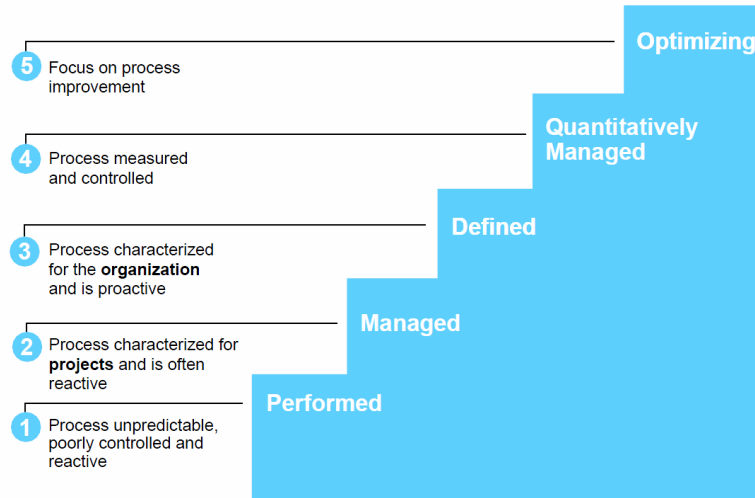 Optimizing
5
Focus on process
improvement
Quantitatively
Managed
4
Process measured
and controlled
Defined
3
Process characterized
for the organization
and is proactive
Managed
2
Process characterized for
projects and is often
reactive
Performed
1
Process unpredictable,
poorly controlled and
reactive